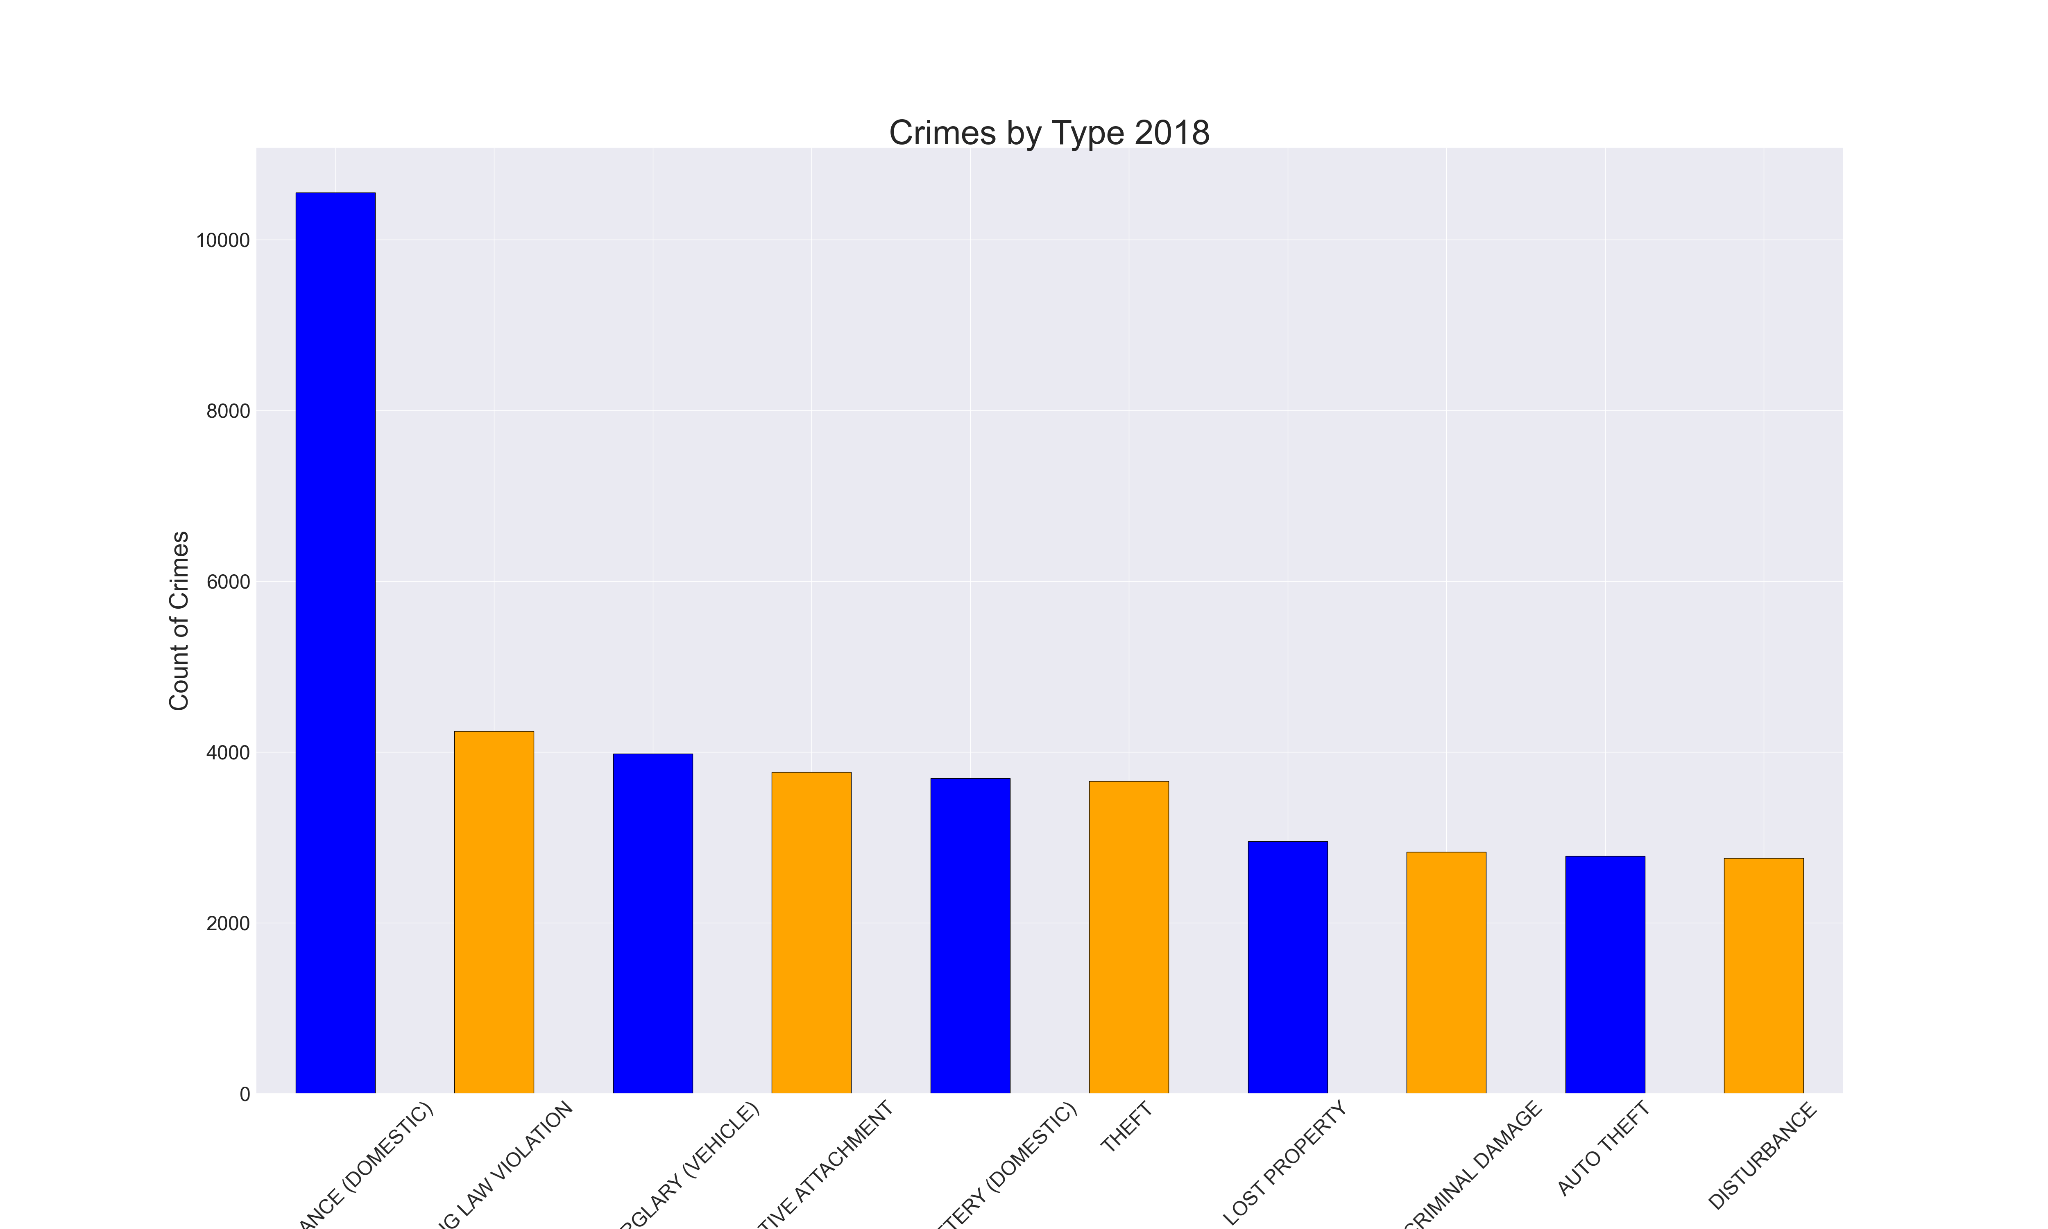 Crimes by Type 2018
Count of Crimes
10000
8000
6000
4000
2000
0
ANCE (DOMESTIC)
NG LAW VIOLATION
RGLARY (VEHICLE)
TIVE ATTACHMENT
TTERY (DOMESTIC)
THEFT
LOST PROPERTY
CRIMINAL DAMAGE
AUTO THEFT
DISTURBANCE